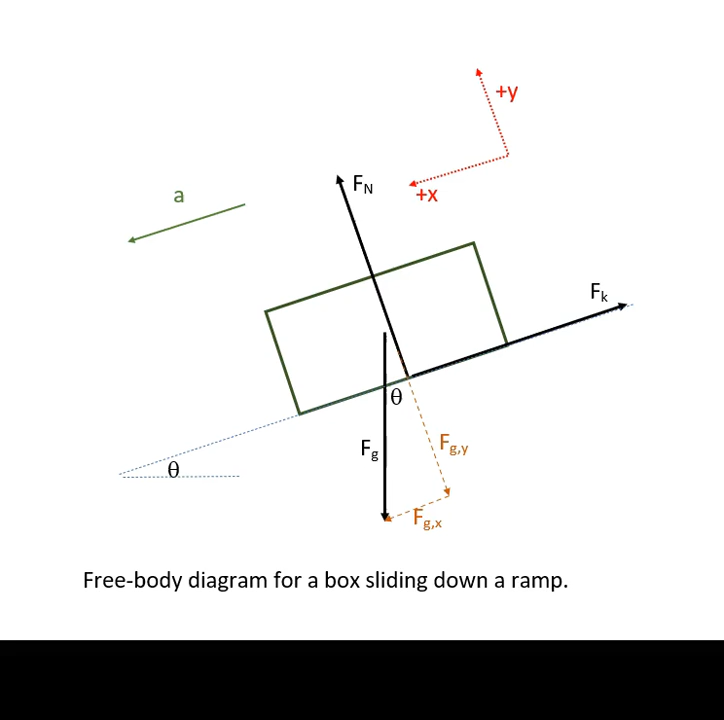 +y
a
F_N
+x
F_k
θ
F_g
F_g,y
θ
F_g,x
Free-body diagram for a box sliding down a ramp.